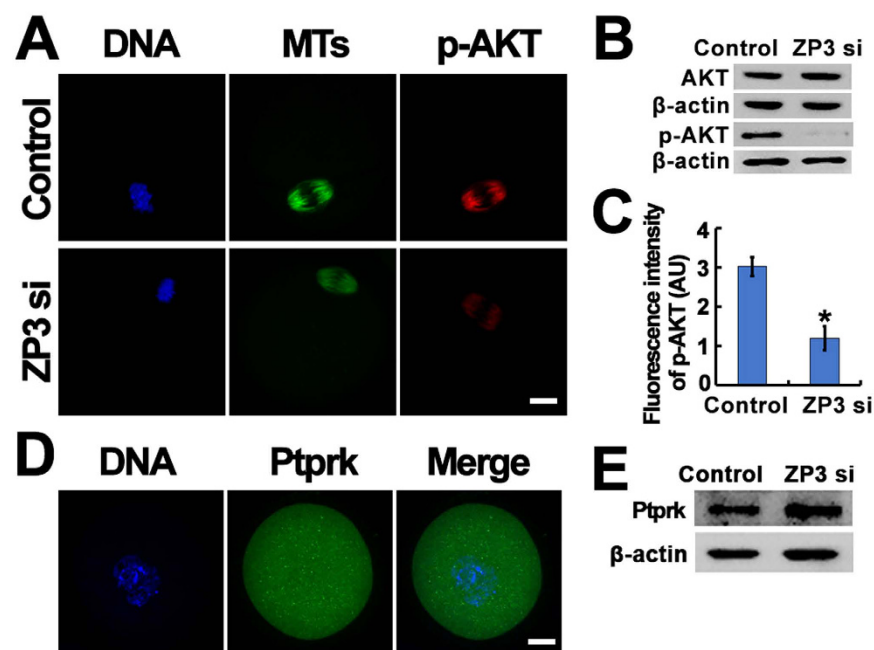 A
DNA MTs p-AKT
Control
ZP3 si
B
Control ZP3 si
AKT
β-actin
p-AKT
β-actin
C
Fluorescence intensity
of p-AKT (AU)
4
3
2
1
0
*
Control ZP3 si
D
DNA Ptprk Merge
E
Control ZP3 si
Ptprk
β-actin